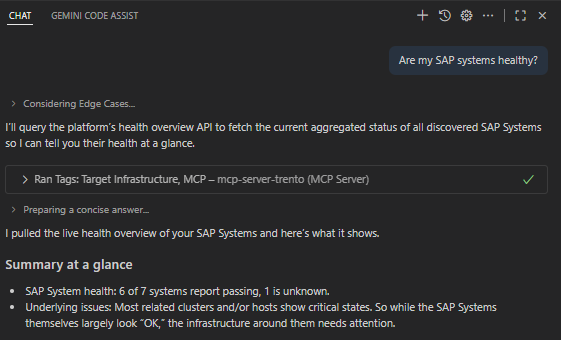 CHAT GEMINI CODE ASSIST
Are my SAP systems healthy?
Considering Edge Cases...
I'll query the platform's health overview API to fetch the current aggregated status of all discovered SAP Systems
so I can tell you their health at a glance.
Ran Tags: Target Infrastructure, MCP – mcp-server-trento (MCP Server)
Preparing a concise answer...
I pulled the live health overview of your SAP Systems and here's what it shows.
Summary at a glance
• SAP System health: 6 of 7 systems report passing, 1 is unknown.
• Underlying issues: Most related clusters and/or hosts show critical states. So while the SAP Systems
themselves largely look “OK,” the infrastructure around them needs attention.